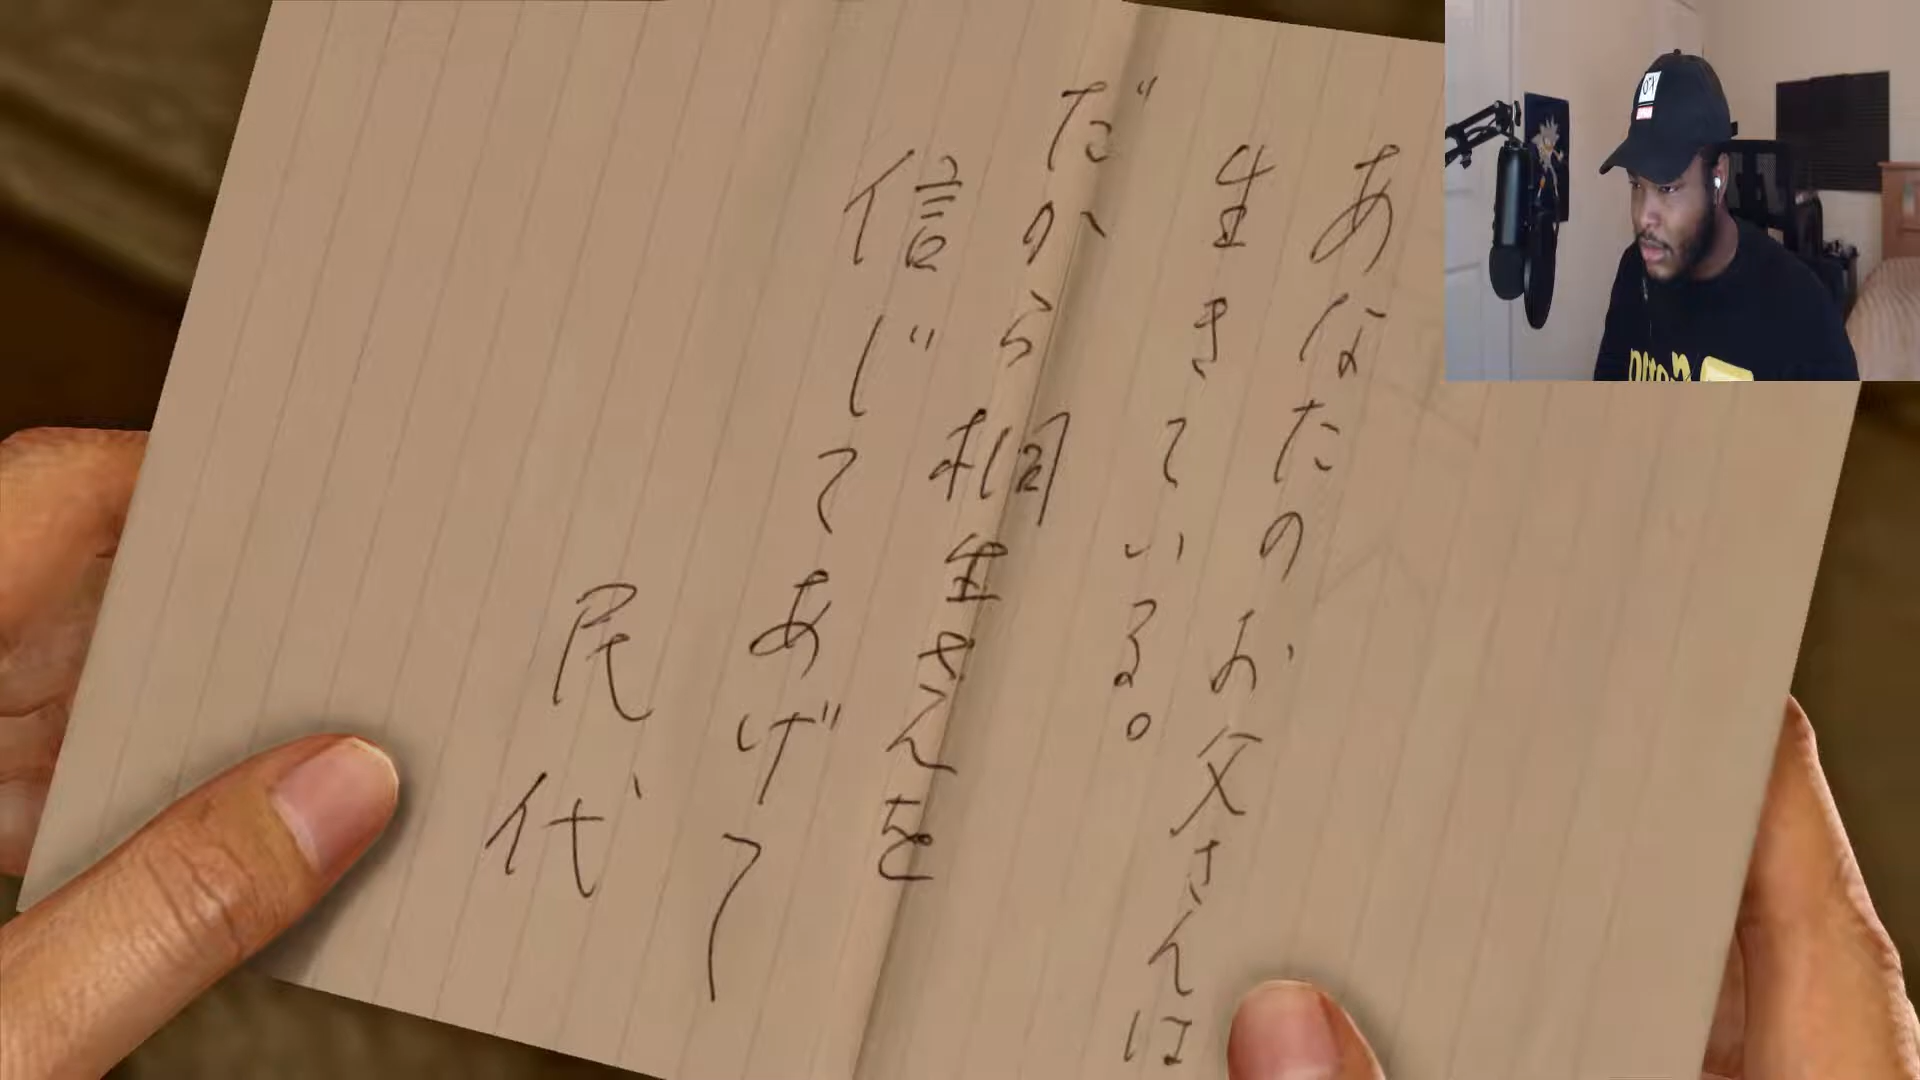 あなたのお父さんは
生きている。
だから桐生さんを
信じてあげて
民代